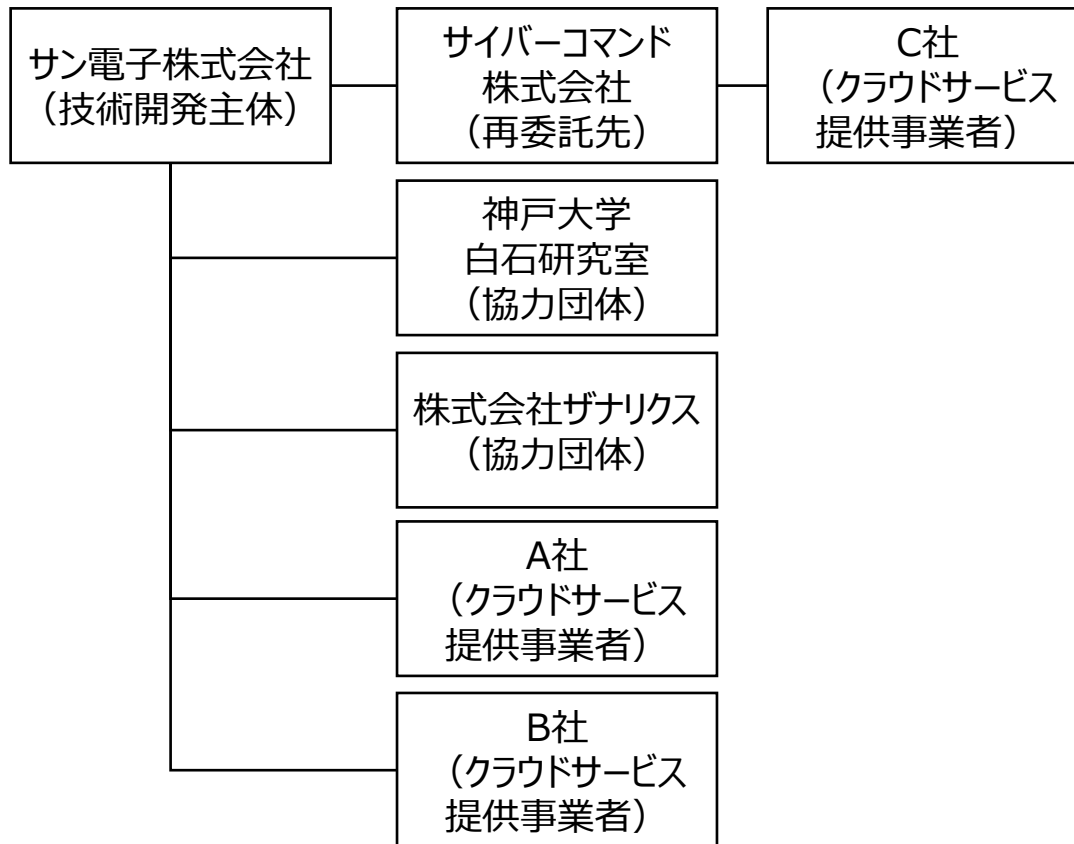 サン電子株式会社
（技術開発主体）
サイバーコマンド
株式会社
（再委託先）
C社
（クラウドサービス
提供事業者）
神戸大学
白石研究室
（協力団体）
株式会社ザナリクス
（協力団体）
A社
（クラウドサービス
提供事業者）
B社
（クラウドサービス
提供事業者）